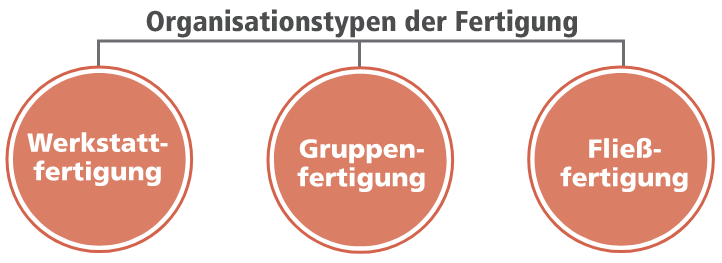 Organisationstypen der Fertigung
Werkstatt-
fertigung
Gruppen-
fertigung
Fließ-
fertigung